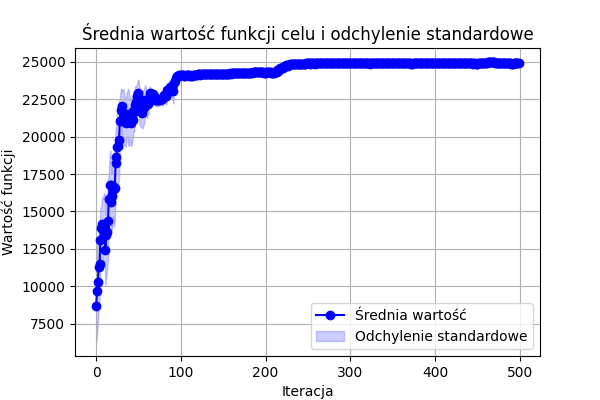 Średnia wartość funkcji celu i odchylenie standardowe
Wartość funkcji
25000
22500
20000
17500
15000
12500
10000
7500
Średnia wartość
Odchylenie standardowe
0 100 200 300 400 500
Iteracja